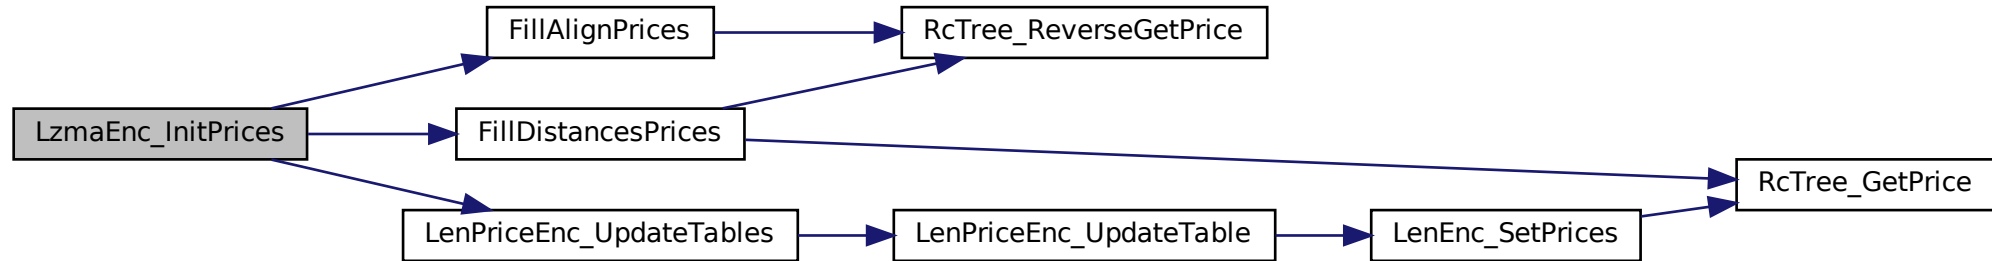 FillAlignPrices
RcTree_ReverseGetPrice
LzmaEnc_InitPrices
FillDistancesPrices
RcTree_GetPrice
LenPriceEnc_UpdateTables
LenPriceEnc_UpdateTable
LenEnc_SetPrices